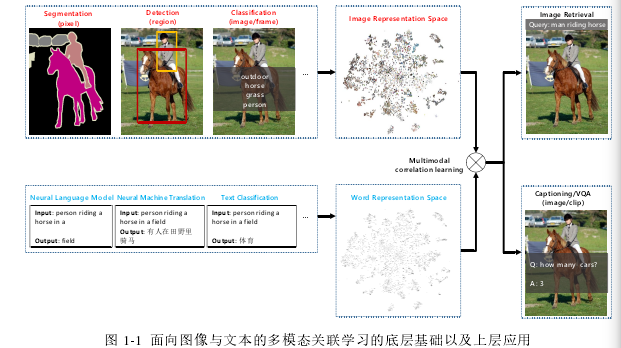 Segmentation
(pixel)
Detection
(region)
Classification
(image/frame)
outdoor
horse
grass
person
...
Image Representation Space
Image Retrieval
Query: man riding horse
Multimodal
correlation learning
Neural Language Model
Input: person riding a
horse in a
Output: field
Neural Machine Translation
Input: person riding a
horse in a field
Output: 有人在田野里
骑马
Text Classification
Input: person riding a
horse in a field
Output: 体育
...
Word Representation Space
Captioning/VQA
(image/clip)
Q: how many cars?
A: 3
图 1-1 面向图像与文本的多模态关联学习的底层基础以及上层应用